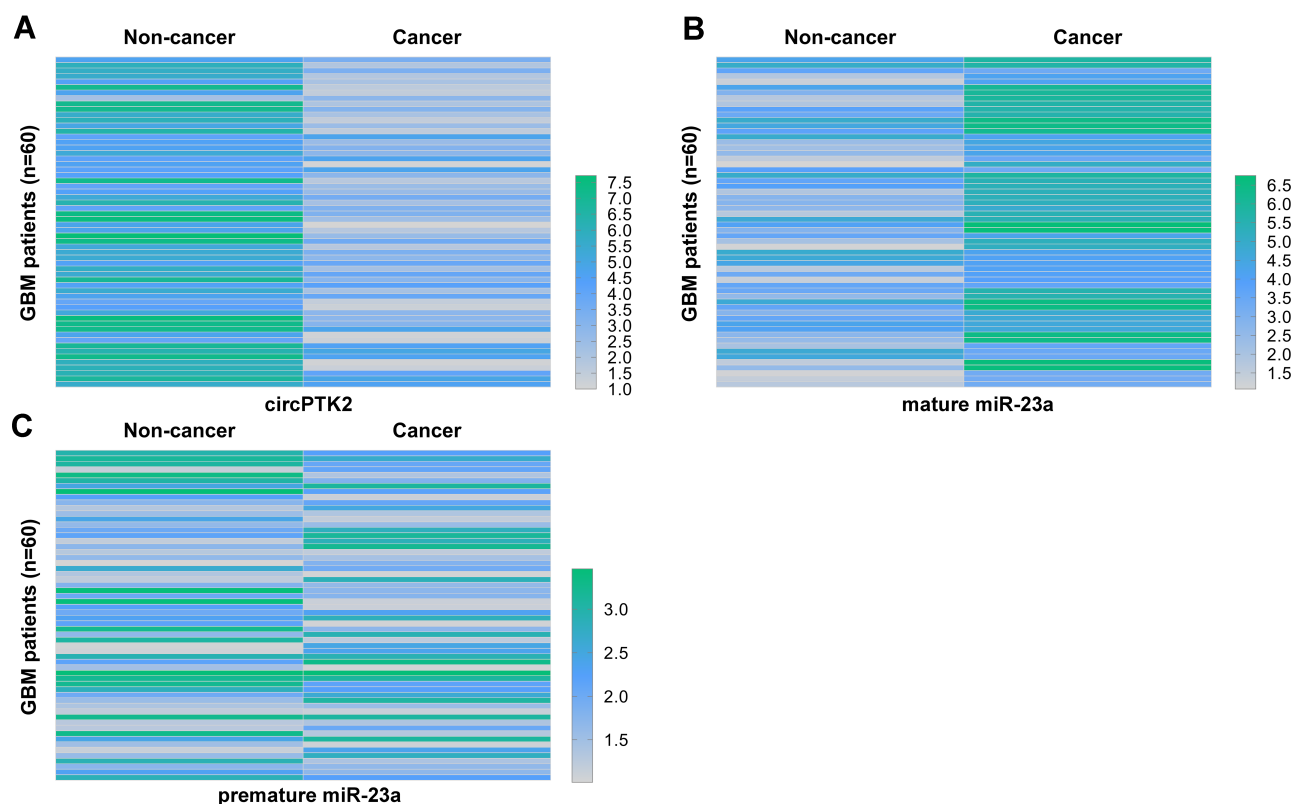 A
Non-cancer Cancer
GBM patients (n=60)
7.5
7.0
6.5
6.0
5.5
5.0
4.5
4.0
3.5
3.0
2.5
2.0
1.5
1.0
circPTK2
B
Non-cancer Cancer
GBM patients (n=60)
6.5
6.0
5.5
5.0
4.5
4.0
3.5
3.0
2.5
2.0
1.5
mature miR-23a
C
Non-cancer Cancer
GBM patients (n=60)
3.0
2.5
2.0
1.5
premature miR-23a